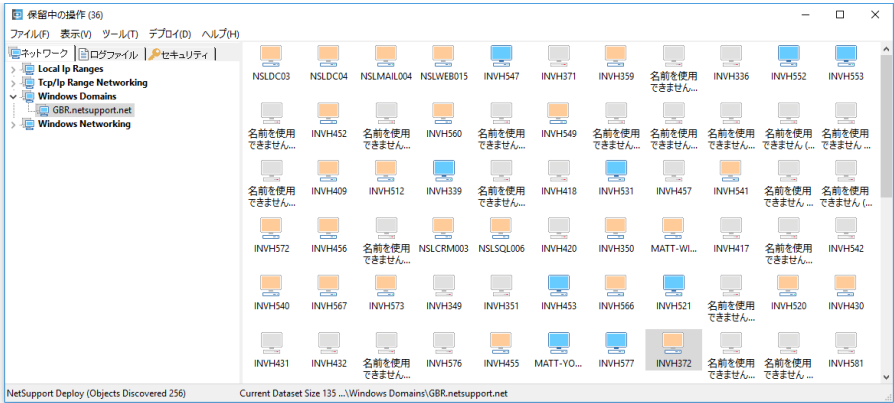 保留中の操作 (36)
ファイル(F) 表示(V) ツール(T) デプロイ(D) ヘルプ(H)
ネットワーク ログファイル セキュリティ
Local Ip Ranges
Tcp/Ip Range Networking
Windows Domains
GBR.netsupport.net
Windows Networking
NSLDC03 NSLDC04 NSLMAIL004 NSLWEB015 INVH547 INVH371 INVH359 名前を使用 INVH336 INVH552 INVH553
できません...
名前を使用 INVH452 名前を使用 INVH560 名前を使用 INVH549 名前を使用 名前を使用 名前を使用 名前を使用 名前を使用
できません... できません... できません... できません... できません... できません... できません (... できません ...
名前を使用 INVH409 INVH512 INVH339 名前を使用 INVH418 INVH531 INVH457 INVH541 名前を使用 名前を使用
できません... できません... できません ... できません (...
INVH572 INVH456 名前を使用 NSLCRM003 NSLSQL006 INVH420 INVH350 MATT-WI... INVH417 名前を使用 INVH542
できません... できません...
INVH540 INVH567 INVH573 INVH349 INVH351 INVH453 INVH566 INVH521 名前を使用 INVH520 INVH430
できません...
INVH431 INVH432 名前を使用 INVH576 INVH455 MATT-YO... INVH577 INVH372 名前を使用 名前を使用 INVH581
できません... できません... できません ...
NetSupport Deploy (Objects Discovered 256) Current Dataset Size 135 ...\Windows Domains\GBR.netsupport.net